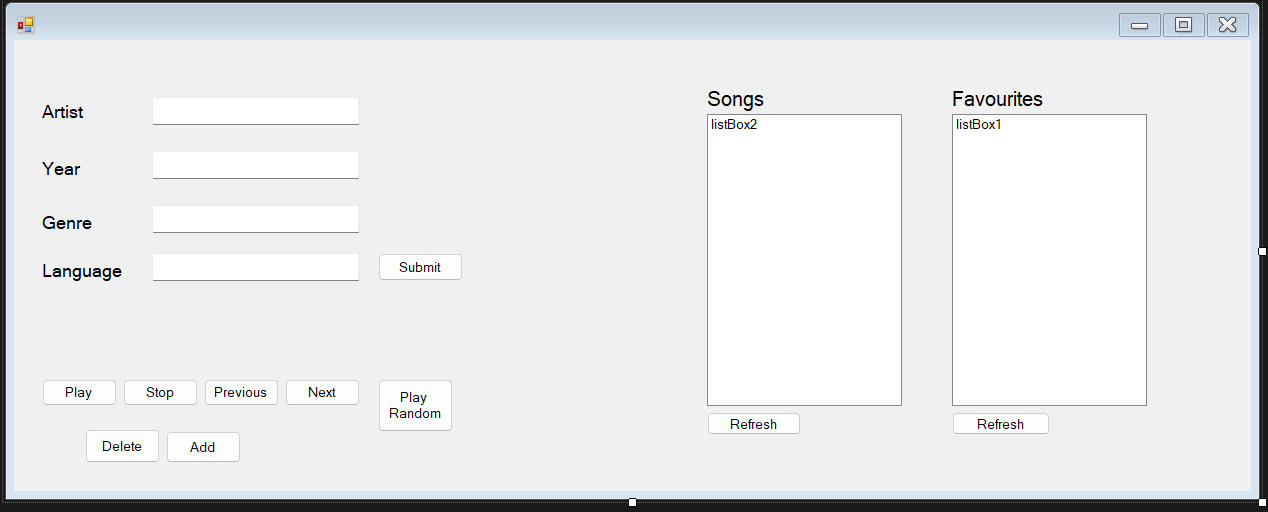 Songs
Favourites
Artist
listBox2
listBox1
Year
Genre
Language
Submit
Play
Stop
Previous
Next
Play
Random
Delete
Add
Refresh
Refresh